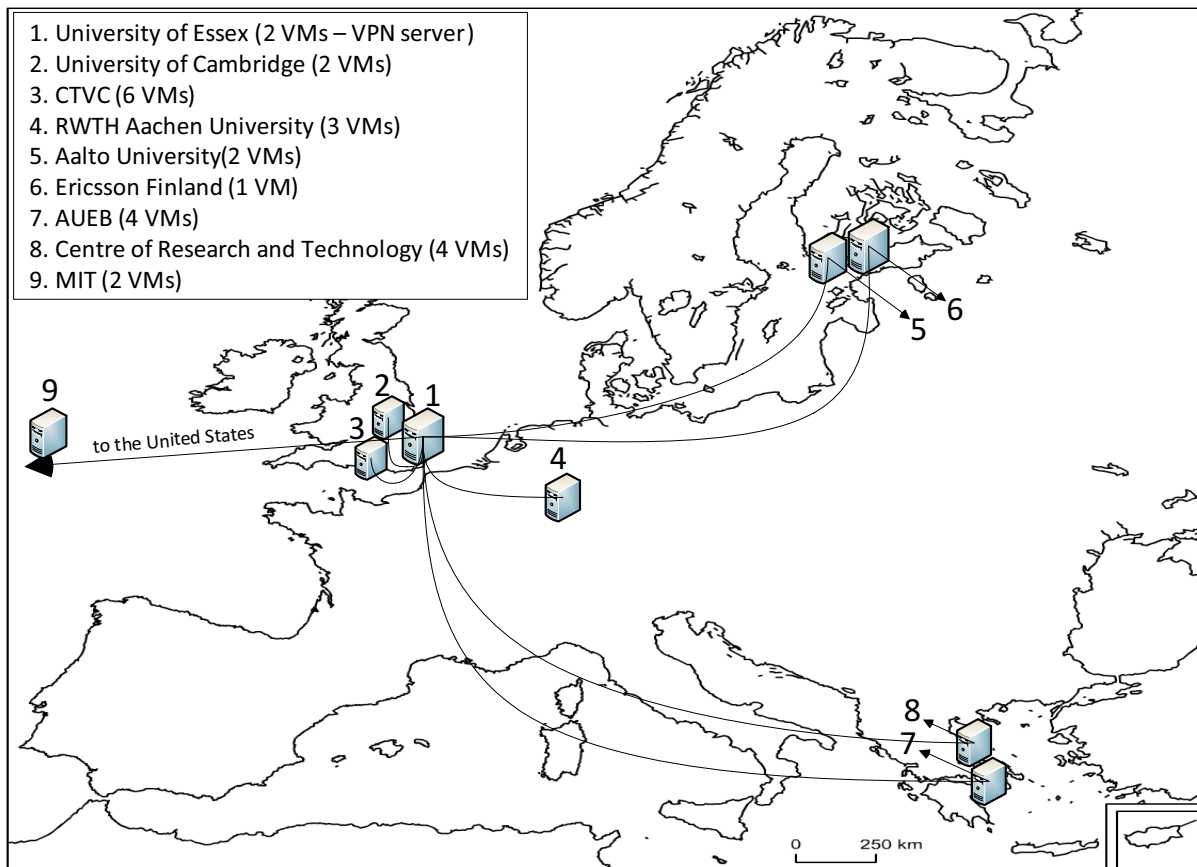 1. University of Essex (2 VMs – VPN server)
2. University of Cambridge (2 VMs)
3. CTVC (6 VMs)
4. RWTH Aachen University (3 VMs)
5. Aalto University(2 VMs)
6. Ericsson Finland (1 VM)
7. AUEB (4 VMs)
8. Centre of Research and Technology (4 VMs)
9. MIT (2 VMs)
6
5
9
2
1
3
to the United States
4
8
7
0 250 km